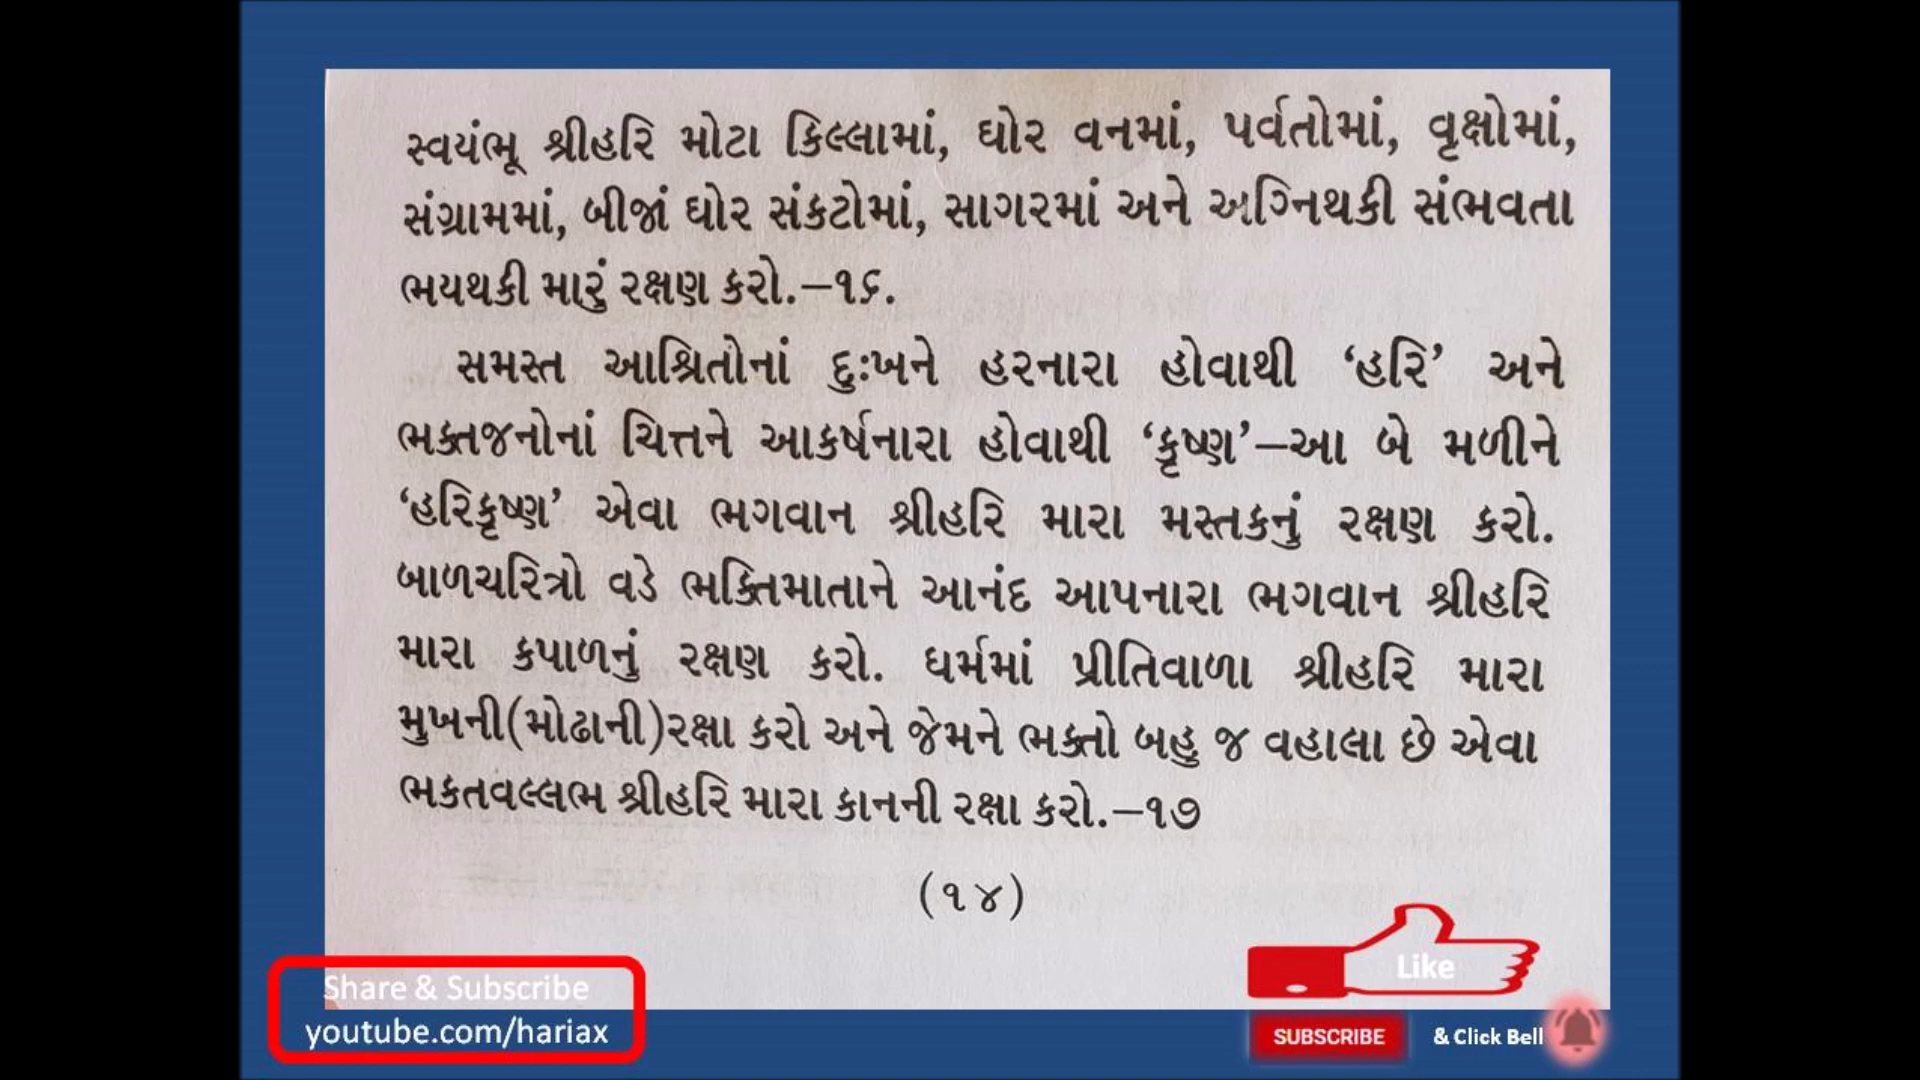 સ્વયંભૂ શ્રીહરિ મોટા કિલ્લામાં, ઘોર વનમાં, પર્વતોમાં, વૃક્ષોમાં,
સંગ્રામમાં, બીજાં ઘોર સંકટોમાં, સાગરમાં અને અગ્નિથકી સંભવતા
ભયથકી મારું રક્ષણ કરો.–૧૬.
સમસ્ત આશ્રિતોનાં દુઃખને હરનારા હોવાથી ‘હરિ’ અને
ભક્તજનોનાં ચિત્તને આકર્ષનારા હોવાથી ‘કૃષ્ણ’–આ બે મળીને
‘હરિકૃષ્ણ’ એવા ભગવાન શ્રીહરિ મારા મસ્તકનું રક્ષણ કરો.
બાળચરિત્રો વડે ભક્તિમાતાને આનંદ આપનારા ભગવાન શ્રીહરિ
મારા કપાળનું રક્ષણ કરો. ધર્મમાં પ્રીતિવાળા શ્રીહરિ મારા
મુખની(મોઢાની)રક્ષા કરો અને જેમને ભક્તો બહુ જ વહાલા છે એવા
ભકતવલ્લભ શ્રીહરિ મારા કાનની રક્ષા કરો.–૧૭
(૧૪)
Like
Share & Subscribe
youtube.com/hariax
SUBSCRIBE & Click Bell